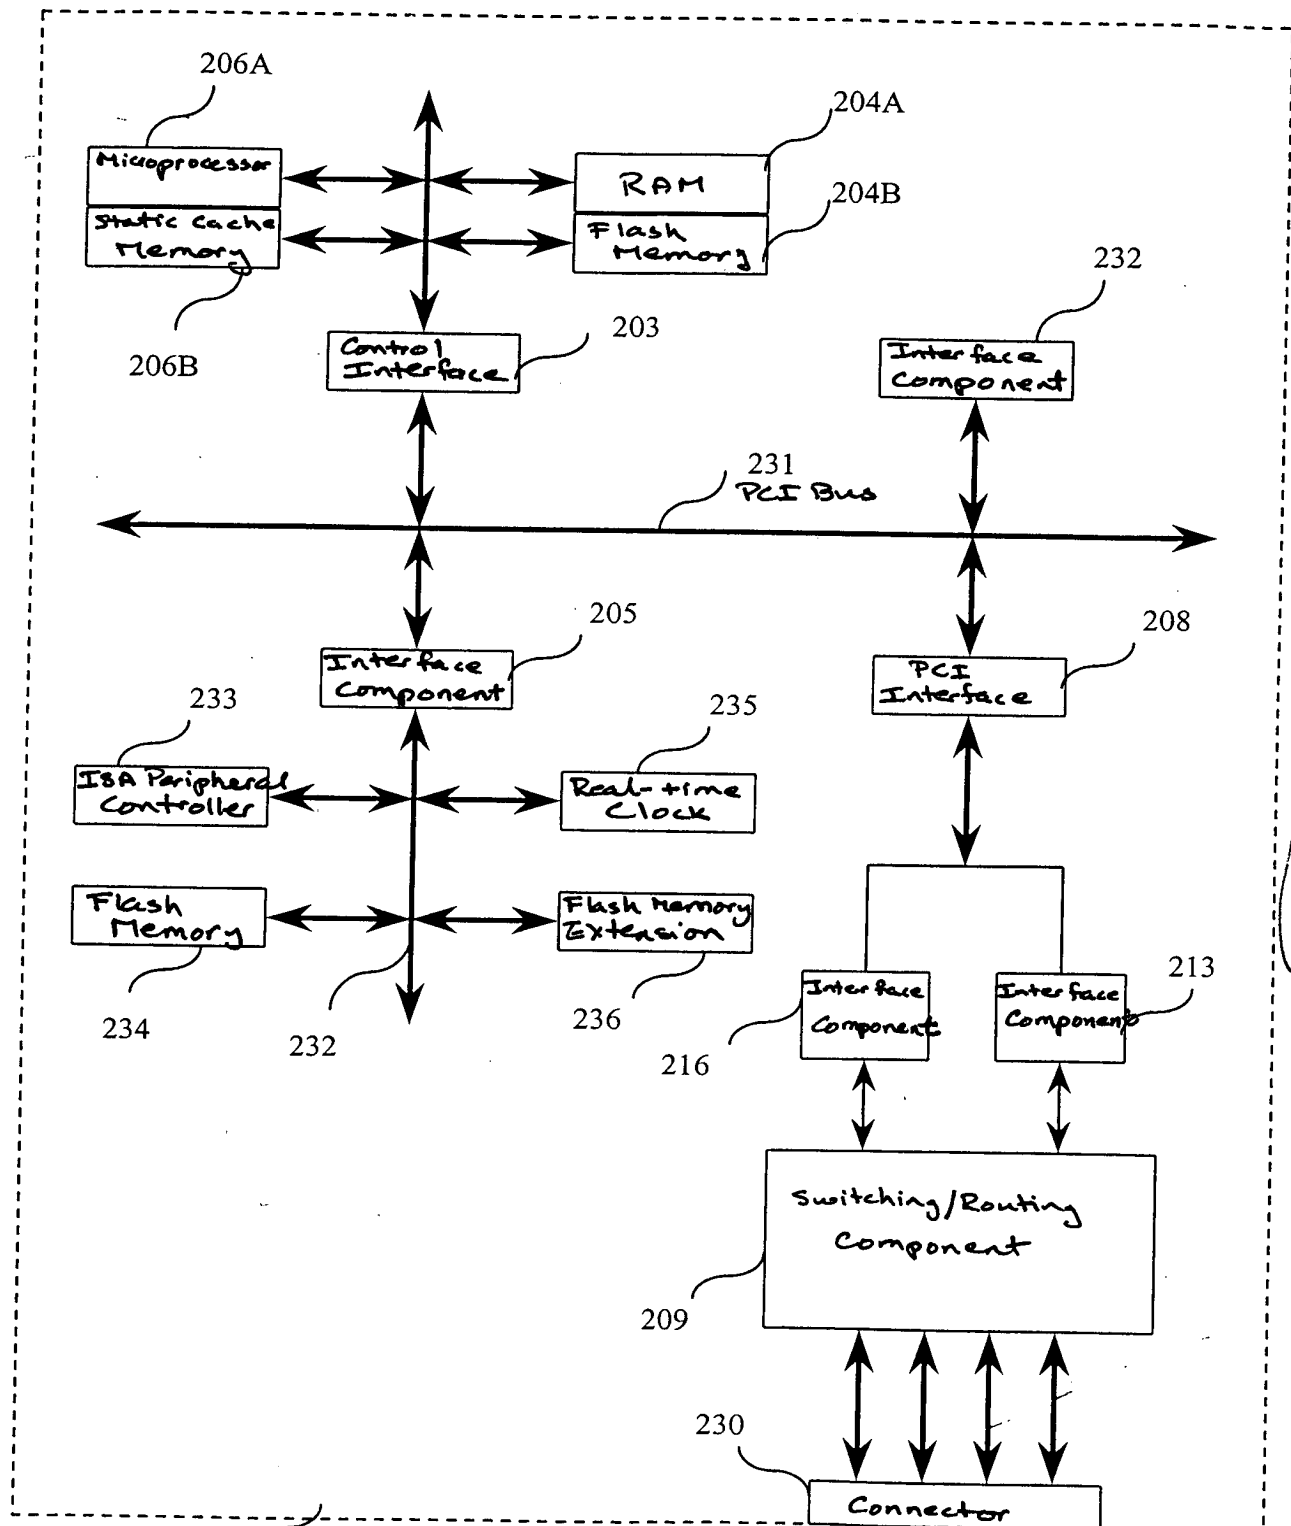 206A
204A
Microprocessor
RAM
Static Cache
Memory
204B
Flash
Memory
206B
203
232
Control
Interface
Interface
Component
231
PCI Bus
205
208
Interface
Component
PCI
Interface
233
235
ISA Peripheral
Controller
Real-time
Clock
Flash
Memory
Flash Memory
Extension
234
232
236
216
213
Interface
Component
Interface
Component
Switching/Routing
Component
209
230
Connector